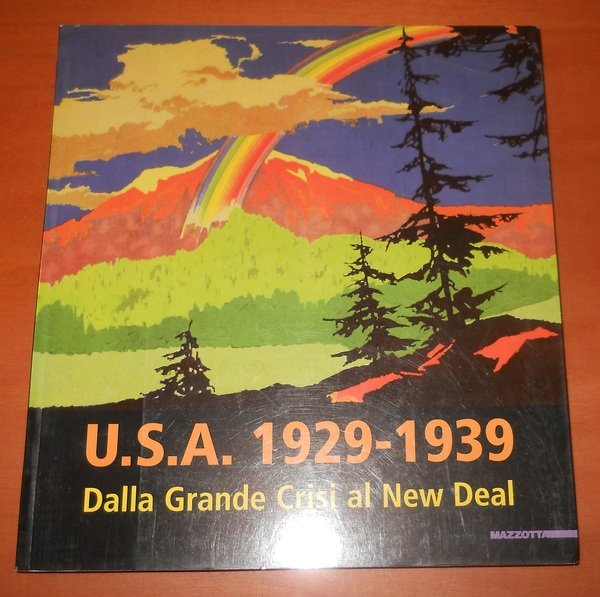 U.S.A. 1929-1939
Dalla Grande Crisi al New Deal
MAZZOTTA